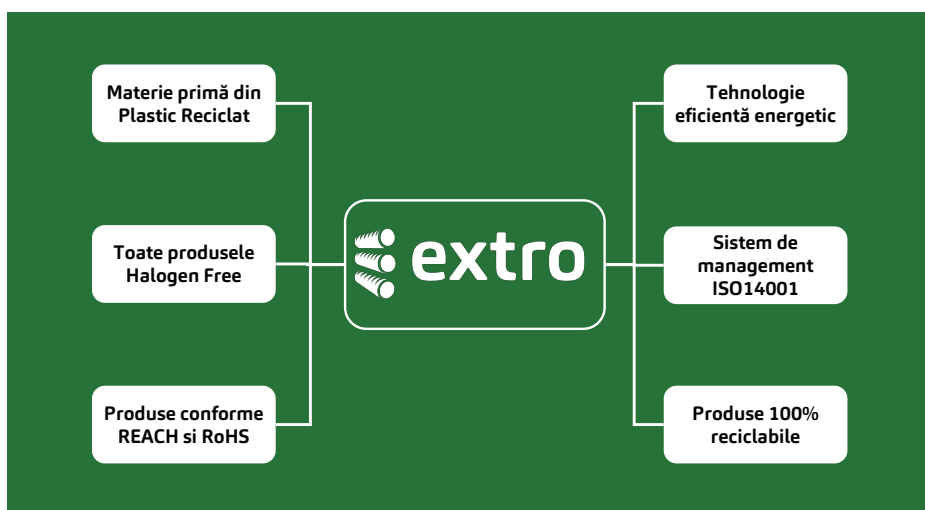 Materie primă din
Plastic Reciclat
Toate produsele
Halogen Free
Produse conforme
REACH si RoHS
extro
Tehnologie
eficientă energetic
Sistem de
management
ISO14001
Produse 100%
reciclabile